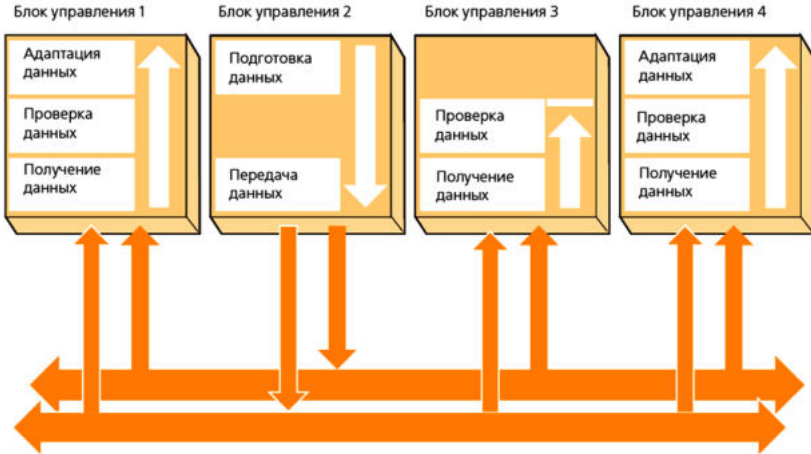 Блок управления 1
Блок управления 2
Блок управления 3
Блок управления 4
Адаптация
данных
Проверка
данных
Получение
данных
Подготовка
данных
Передача
данных
Проверка
данных
Получение
данных
Адаптация
данных
Проверка
данных
Получение
данных